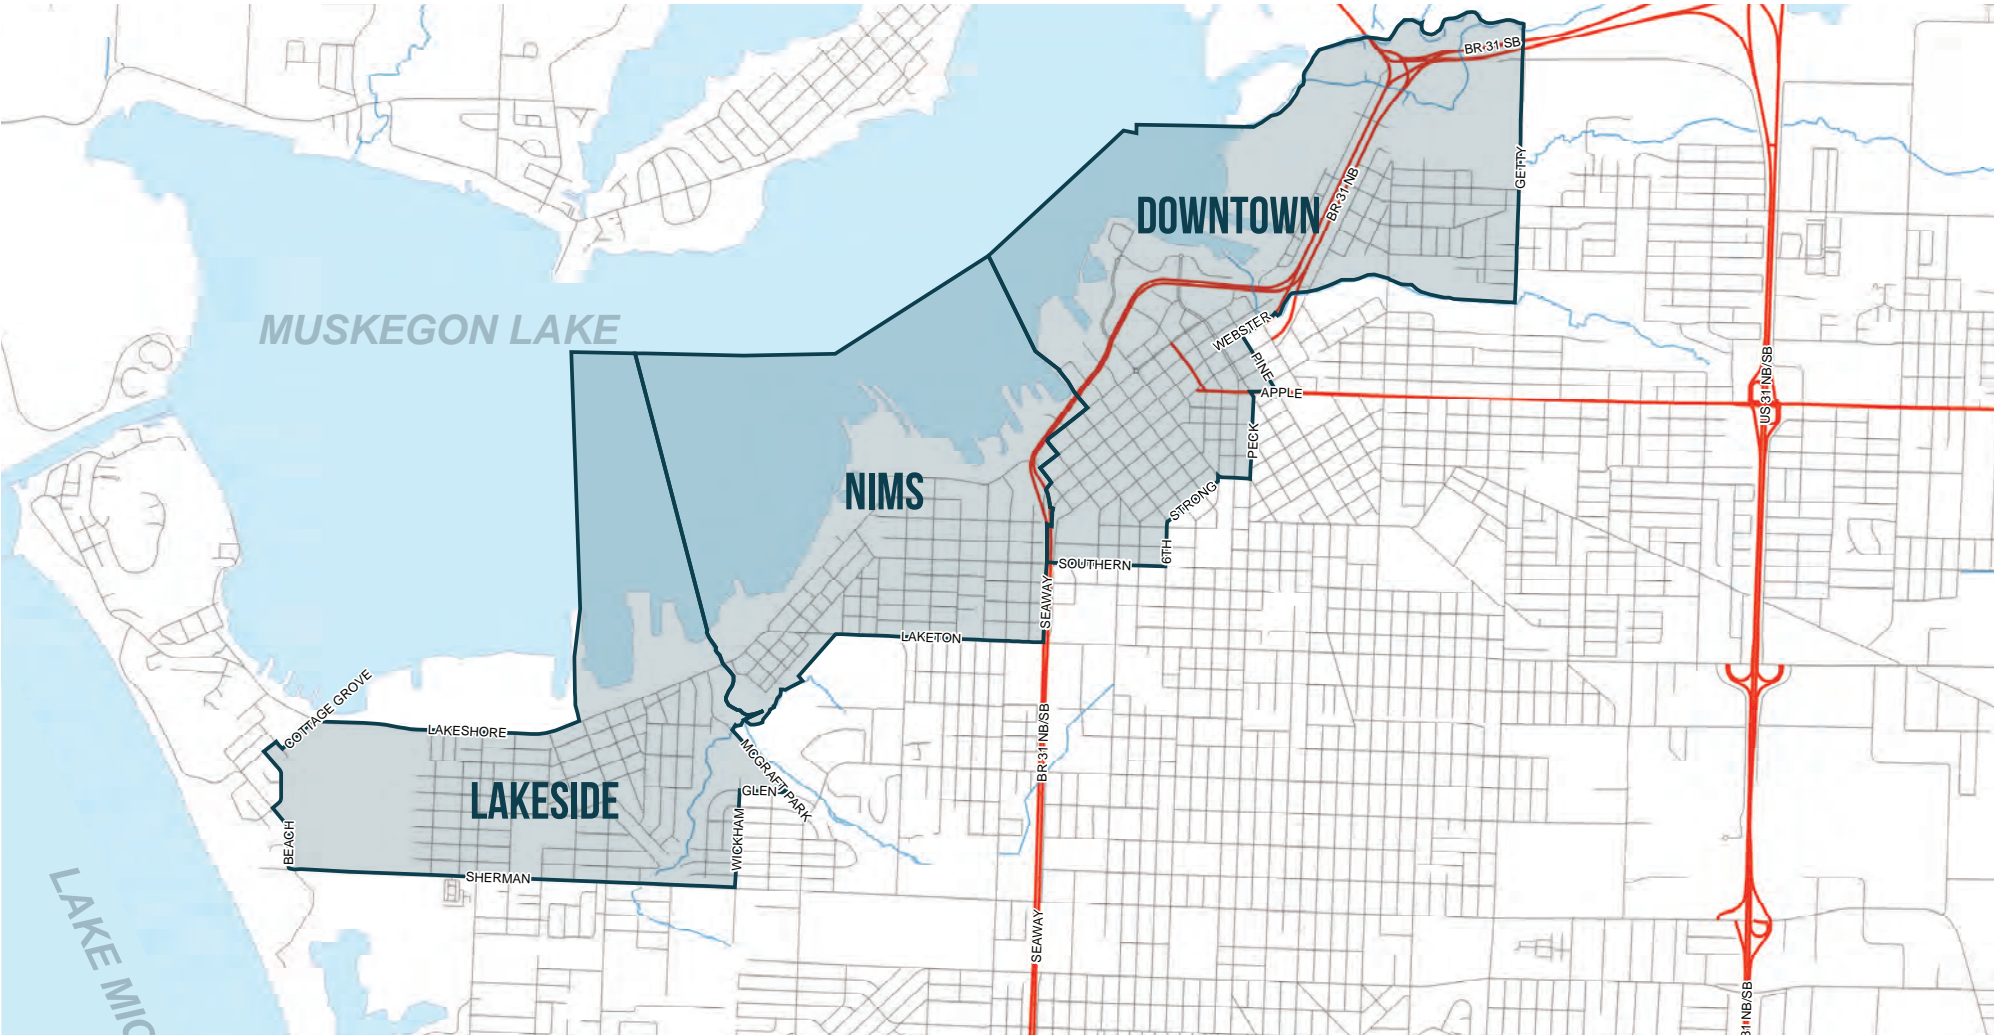 BR 31 SB
GETTY
BR 31 NB
DOWNTOWN
MUSKEGON LAKE
WEBSTER
PINE
APPLE
US 31 NB/SB
PECK
NIMS
STRONG
6TH
SOUTHERN
SEAWAY
LAKETON
COTTAGE GROVE
LAKESHORE
BR 31 NB/SB
MCGRAFT PARK
GLEN
LAKESIDE
WICKHAM
BEACH
SHERMAN
LAKE MIC
SEAWAY
31 NB/SB